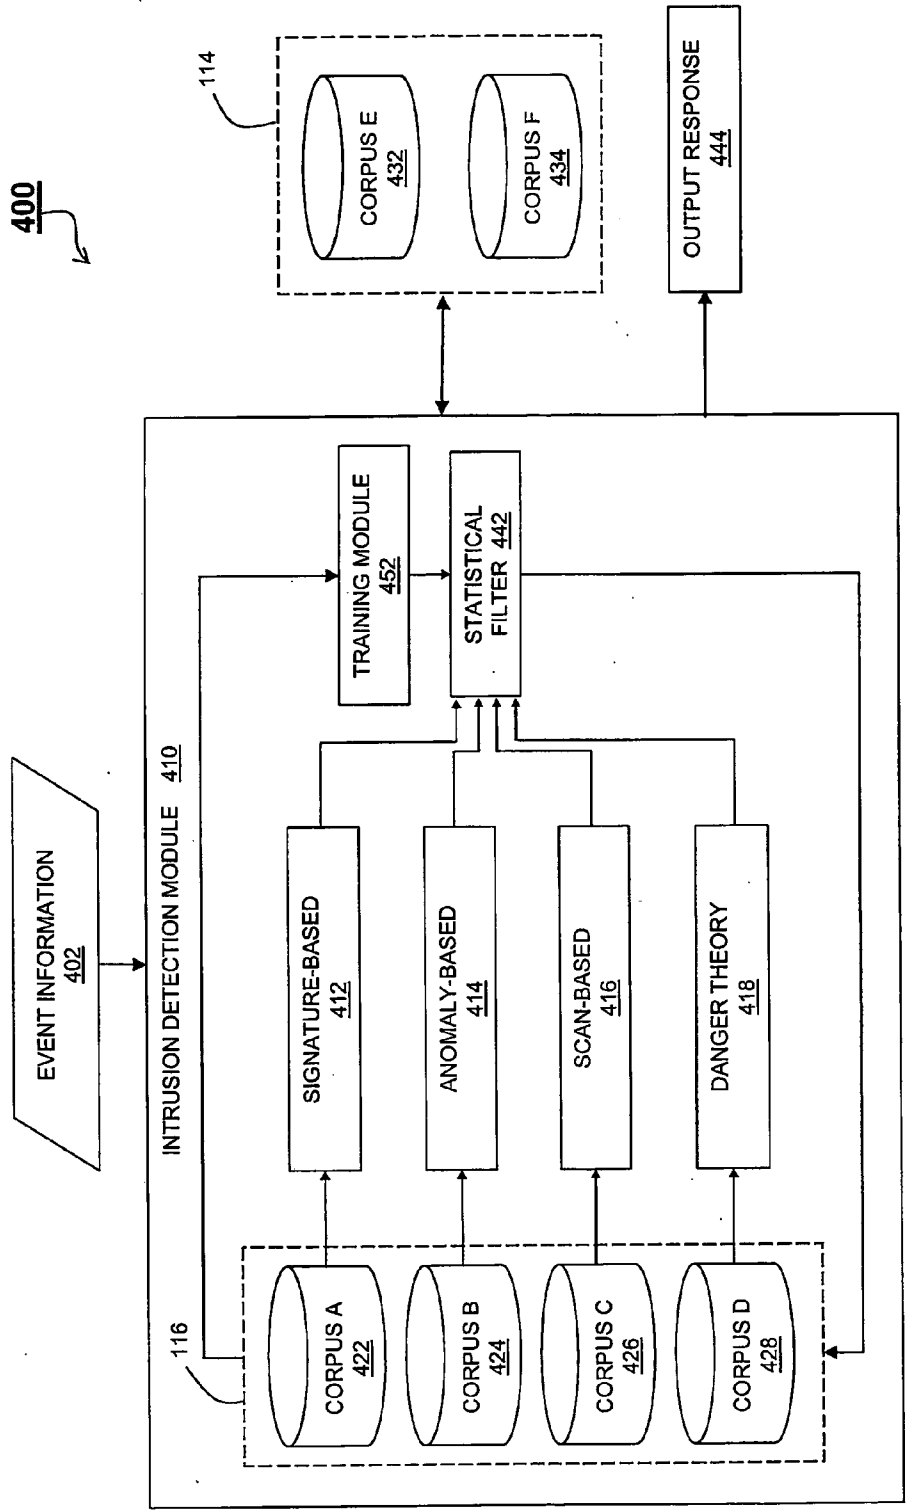 400
EVENT INFORMATION
402
INTRUSION DETECTION MODULE 410
116
CORPUS A
422
CORPUS B
424
CORPUS C
426
CORPUS D
428
SIGNATURE-BASED
412
ANOMALY-BASED
414
SCAN-BASED
416
DANGER THEORY
418
TRAINING MODULE
452
STATISTICAL
FILTER 442
114
CORPUS E
432
CORPUS F
434
OUTPUT RESPONSE
444